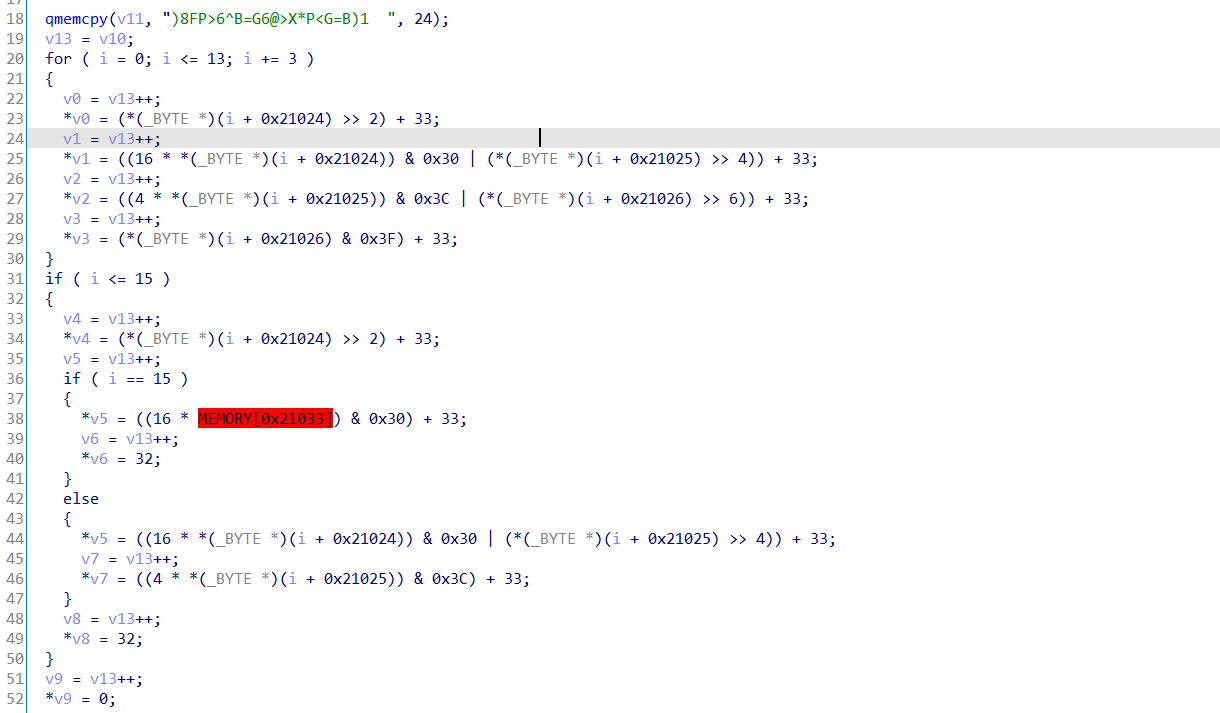 17
18 qmemcpy(v11, ")8FP>6^B=G6@>X*P<G=B)1  ", 24);
19 v13 = v10;
20 for ( i = 0; i <= 13; i += 3 )
21 {
22 v0 = v13++;
23 *v0 = (*(_BYTE *)(i + 0x21024) >> 2) + 33;
24 v1 = v13++;
25 *v1 = ((16 * *(_BYTE *)(i + 0x21024)) & 0x30 | (*(_BYTE *)(i + 0x21025) >> 4)) + 33;
26 v2 = v13++;
27 *v2 = ((4 * *(_BYTE *)(i + 0x21025)) & 0x3C | (*(_BYTE *)(i + 0x21026) >> 6)) + 33;
28 v3 = v13++;
29 *v3 = (*(_BYTE *)(i + 0x21026) & 0x3F) + 33;
30 }
31 if ( i <= 15 )
32 {
33 v4 = v13++;
34 *v4 = (*(_BYTE *)(i + 0x21024) >> 2) + 33;
35 v5 = v13++;
36 if ( i == 15 )
37 {
38 *v5 = ((16 * MEMORY[0x21033]) & 0x30) + 33;
39 v6 = v13++;
40 *v6 = 32;
41 }
42 else
43 {
44 *v5 = ((16 * *(_BYTE *)(i + 0x21024)) & 0x30 | (*(_BYTE *)(i + 0x21025) >> 4)) + 33;
45 v7 = v13++;
46 *v7 = ((4 * *(_BYTE *)(i + 0x21025)) & 0x3C) + 33;
47 }
48 v8 = v13++;
49 *v8 = 32;
50 }
51 v9 = v13++;
52 *v9 = 0;